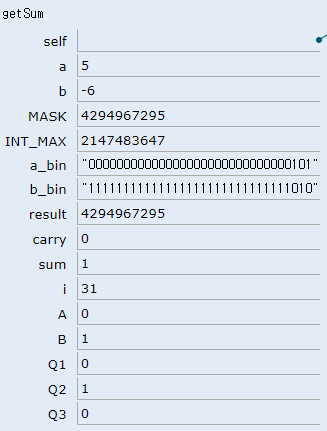 getSum
self
a 5
b -6
MASK 4294967295
INT_MAX 2147483647
a_bin "00000000000000000000000000000101"
b_bin "11111111111111111111111111111010"
result 4294967295
carry 0
sum 1
i 31
A 0
B 1
Q1 0
Q2 1
Q3 0